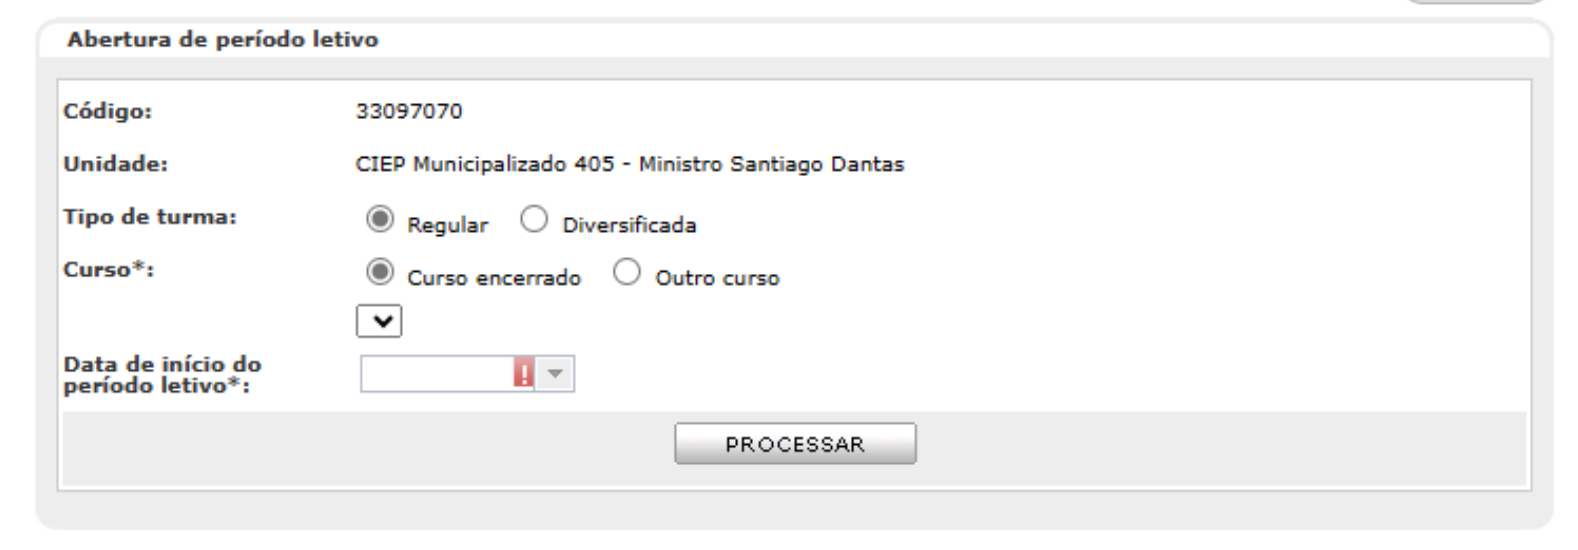 Abertura de período letivo
Código: 33097070
Unidade: CIEP Municipalizado 405 - Ministro Santiago Dantas
Tipo de turma: Regular Diversificada
Curso*: Curso encerrado Outro curso
Data de início do
período letivo*: !
PROCESSAR